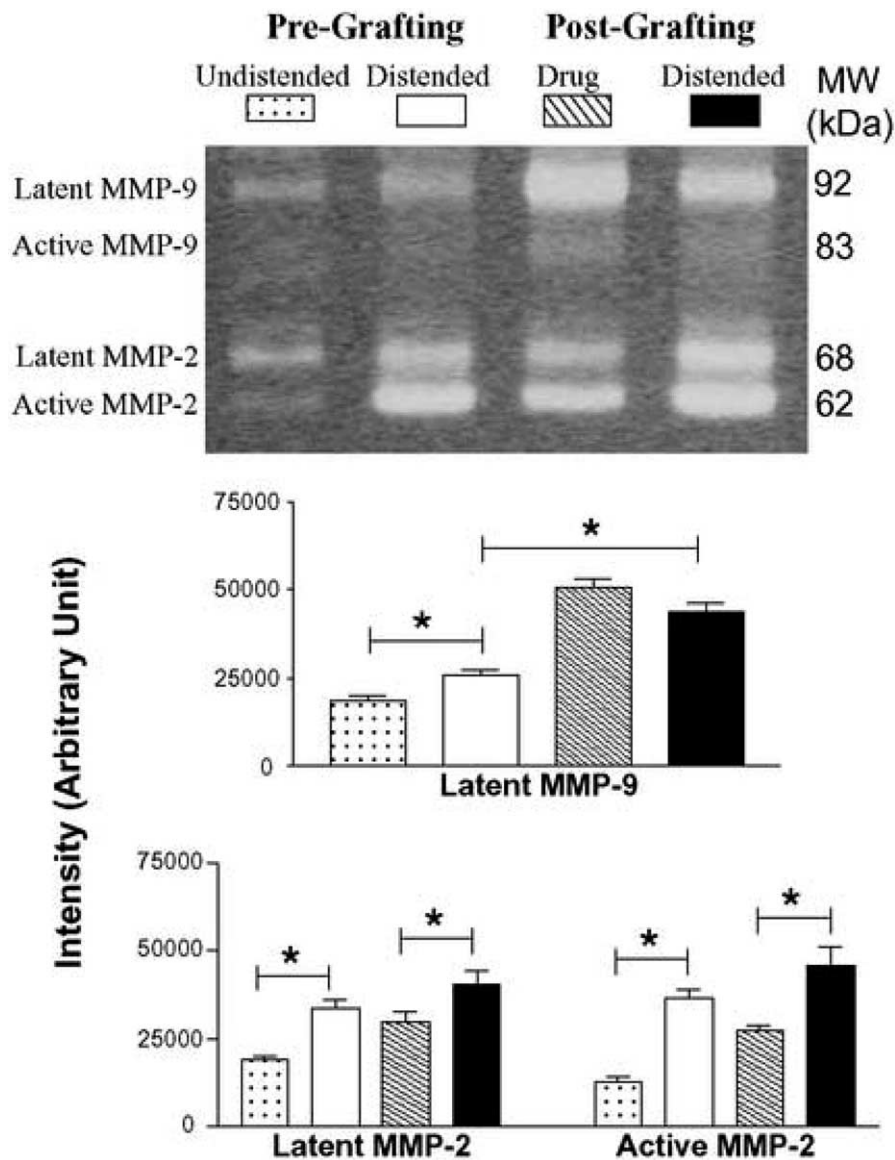 Pre-Grafting Post-Grafting
Undistended Distended Drug Distended MW
(kDa)
Latent MMP-9 92
Active MMP-9 83
Latent MMP-2 68
Active MMP-2 62
Intensity (Arbitrary Unit)
75000
50000
25000
0
*
*
Latent MMP-9
75000
50000
25000
0
*
*
*
*
Latent MMP-2 Active MMP-2